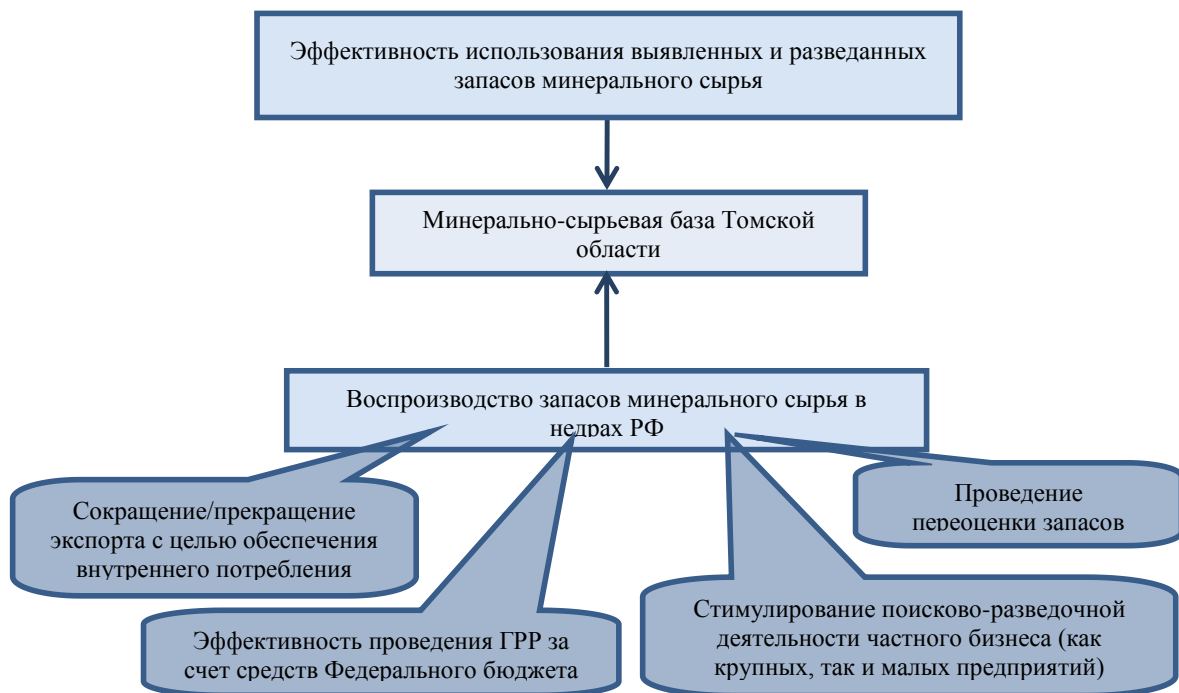 Эффективность использования выявленных и разведанных
запасов минерального сырья
Минерально-сырьевая база Томской
области
Воспроизводство запасов минерального сырья в
недрах РФ
Сокращение/прекращение
экспорта с целью обеспечения
внутреннего потребления
Проведение
переоценки запасов
Эффективность проведения ГРР за
счет средств Федерального бюджета
Стимулирование поисково-разведочной
деятельности частного бизнеса (как
крупных, так и малых предприятий)